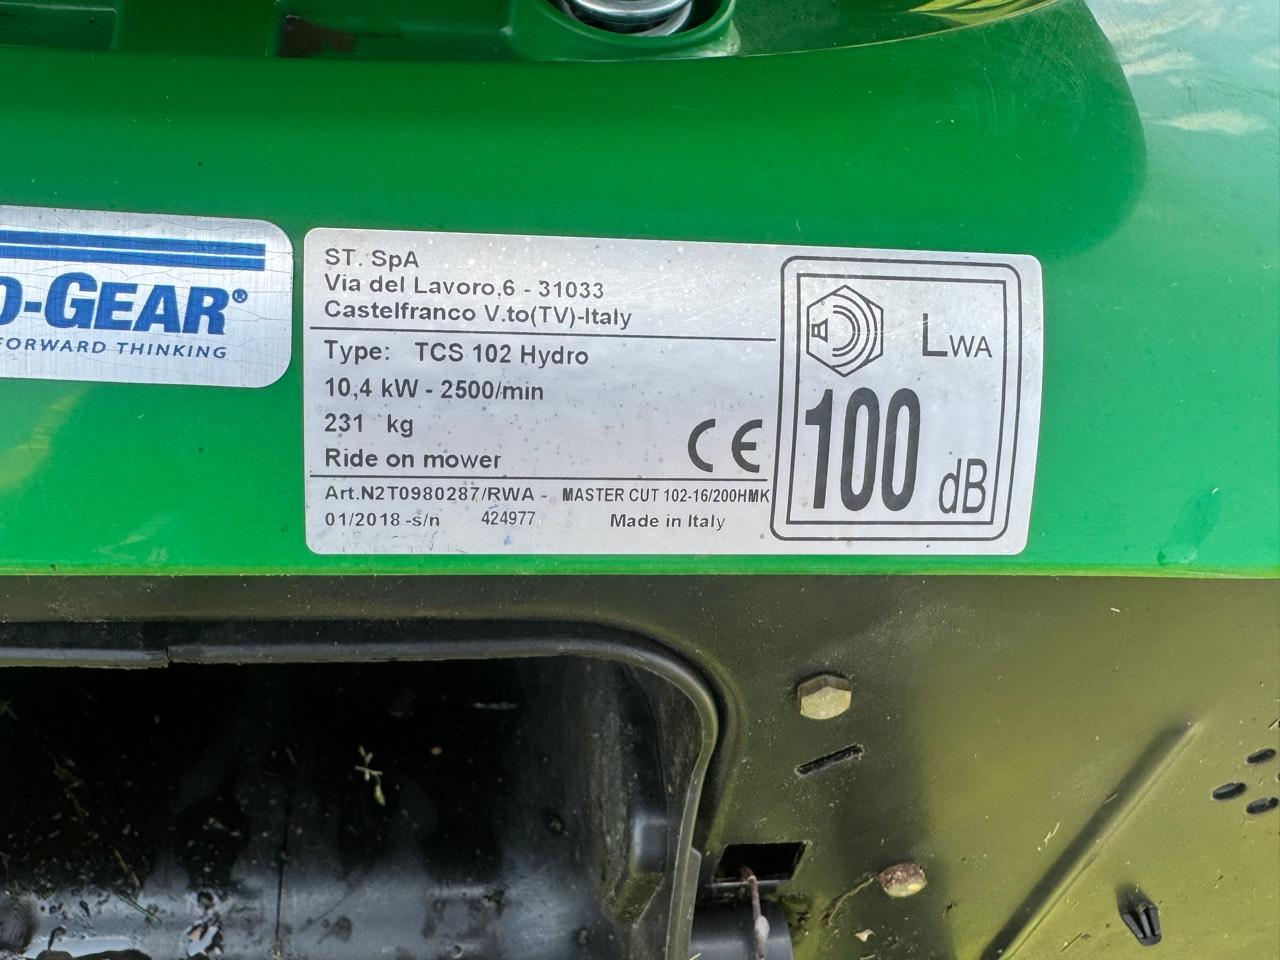 -GEAR®
FORWARD THINKING
ST. SpA
Via del Lavoro,6 - 31033
Castelfranco V.to(TV)-Italy
Type: TCS 102 Hydro
10,4 kW - 2500/min
231 kg
Ride on mower
CE
Art.N2T0980287/RWA - MASTER CUT 102-16/200HMK
01/2018 -s/n 424977 Made in Italy
LWA
100
dB